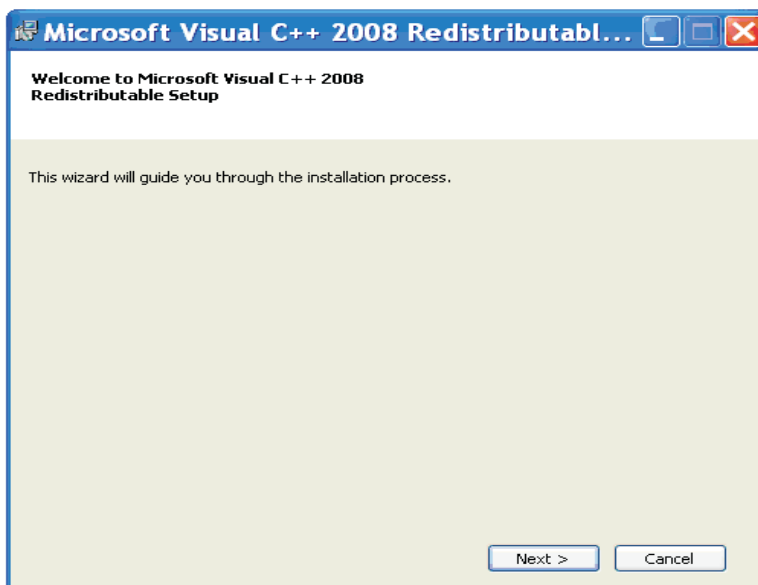 Microsoft Visual C++ 2008 Redistributabl...
Welcome to Microsoft Visual C++ 2008
Redistributable Setup
This wizard will guide you through the installation process.
Next >
Cancel